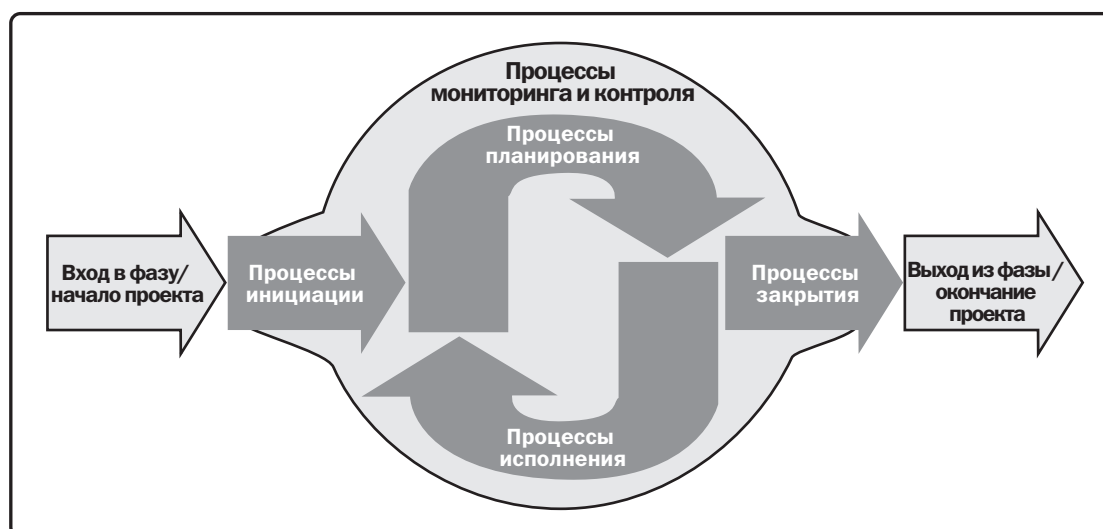 Процессы
мониторинга и контроля
Процессы
планирования
Вход в фазу/
начало проекта
Процессы
инициации
Процессы
закрытия
Выход из фазы/
окончание
проекта
Процессы
исполнения